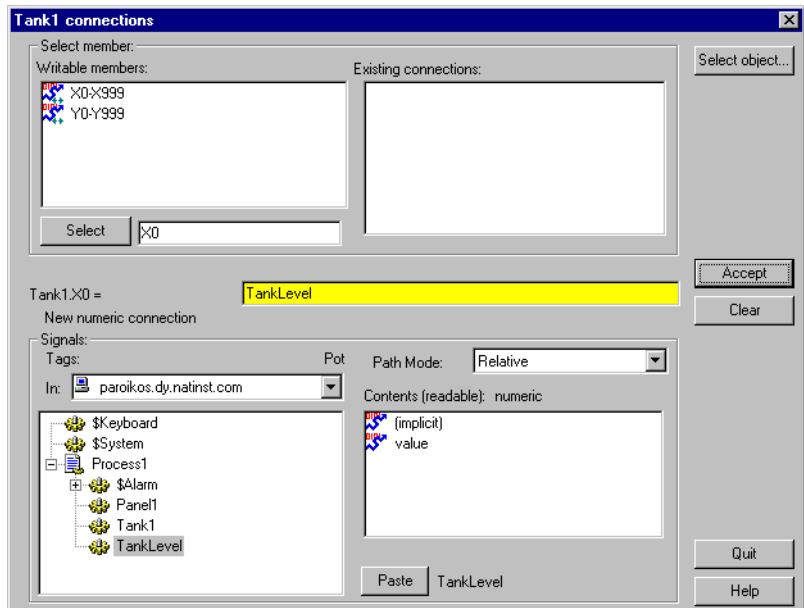 Tank1 connections
Select member:
Writable members:
Existing connections:
Select object...
X0-X999
Y0-Y999
Select
X0
Accept
Tank1.X0 =
TankLevel
New numeric connection
Clear
Signals:
Tags:
Pot
Path Mode:
Relative
In:
paroikos.dy.natinst.com
Contents (readable): numeric
$Keyboard
$System
Process1
$Alarm
Panel1
Tank1
TankLevel
(implicit)
value
Paste
TankLevel
Quit
Help